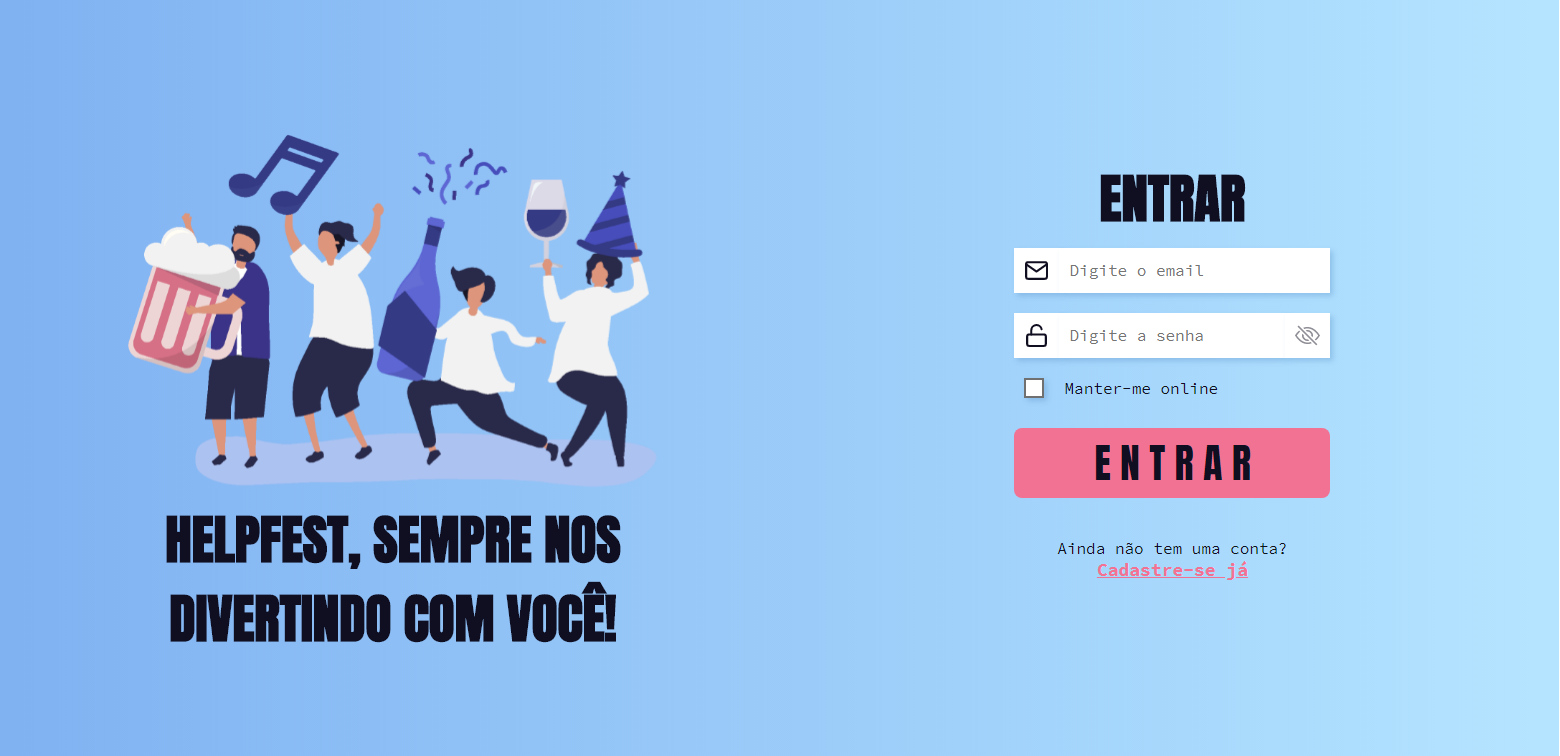 HELPFEST, SEMPRE NOS
DIVERTINDO COM VOCÊ!
ENTRAR
Digite o email
Digite a senha
Manter-me online
ENTRAR
Ainda não tem uma conta?
Cadastre-se já